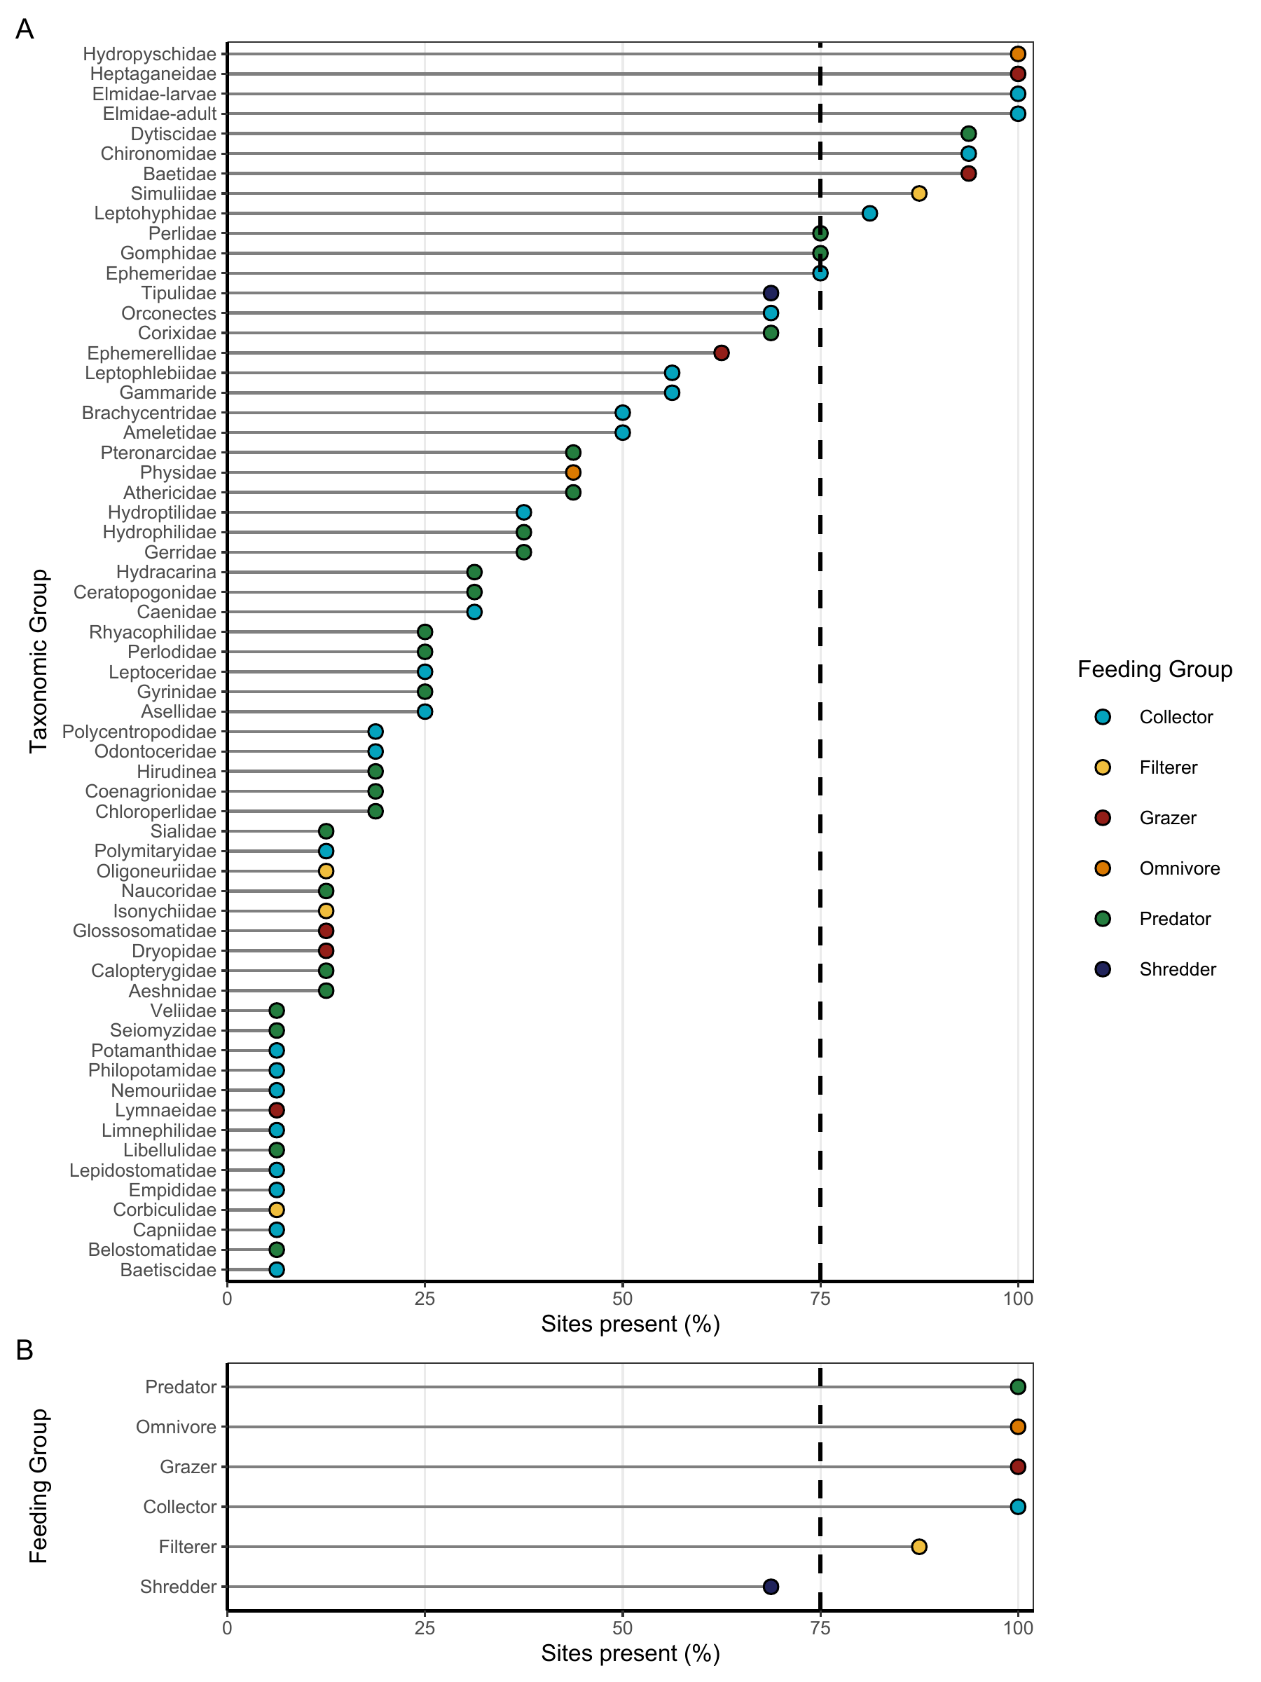 A
Hydropyschidae
Heptaganeidae
Elmidae-larvae
Elmidae-adult
Dytiscidae
Chironomidae
Baetidae
Simuliidae
Leptohyphidae
Perlidae
Gomphidae
Ephemeridae
Tipulidae
Orconectes
Corixidae
Ephemerellidae
Leptophlebiidae
Gammaride
Brachycentridae
Ameletidae
Pteronarcidae
Physidae
Athericidae
Hydroptilidae
Hydrophilidae
Gerridae
Hydracarina
Ceratopogonidae
Caenidae
Rhyacophilidae
Perlodidae
Leptoceridae
Gyrinidae
Asellidae
Polycentropodidae
Odontoceridae
Hirudinea
Coenagrionidae
Chloroperlidae
Sialidae
Polymitaryidae
Oligoneuriidae
Naucoridae
Isonychiidae
Glossosomatidae
Dryopidae
Calopterygidae
Aeshnidae
Veliidae
Seiomyzidae
Potamanthidae
Philopotamidae
Nemouriidae
Lymnaeidae
Limnephilidae
Libellulidae
Lepidostomatidae
Empididae
Corbiculidae
Capniidae
Belostomatidae
Baetiscidae
Taxonomic Group
0 25 50 75 100
Sites present (%)
Feeding Group
Collector
Filterer
Grazer
Omnivore
Predator
Shredder
B
Predator
Omnivore
Grazer
Collector
Filterer
Shredder
Feeding Group
0 25 50 75 100
Sites present (%)